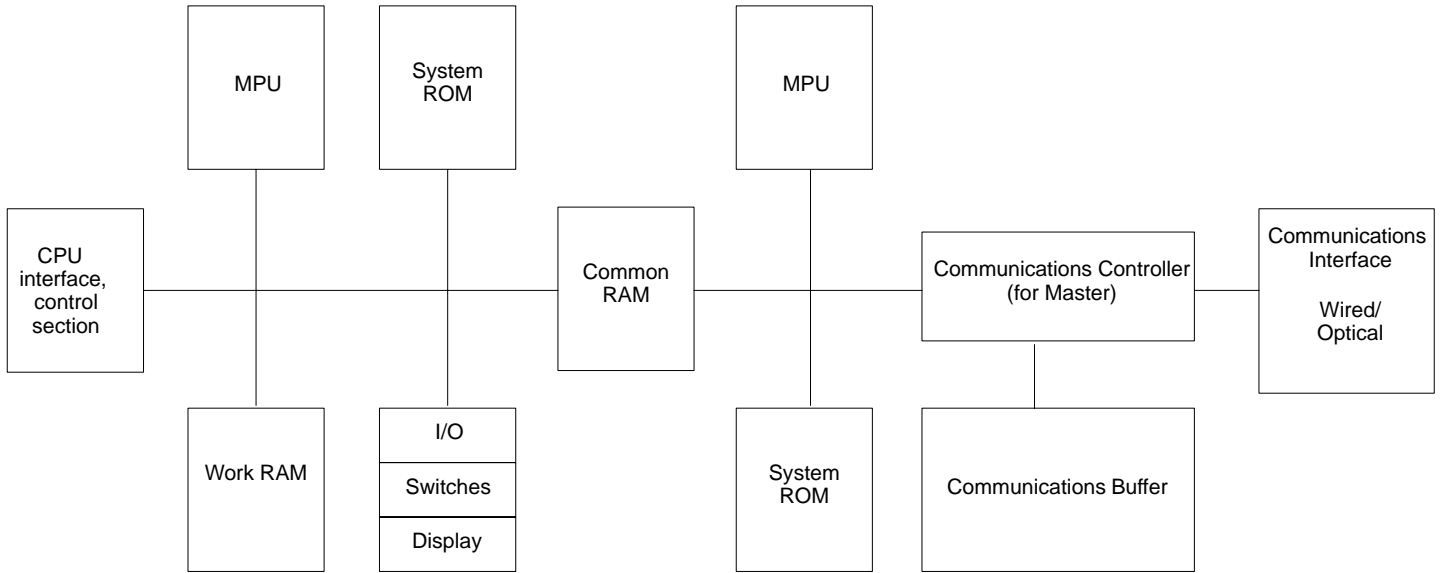 MPU
System
ROM
MPU
CPU
interface,
control
section
Common
RAM
Communications Controller
(for Master)
Communications
Interface
Wired/
Optical
Work RAM
I/O
Switches
Display
System
ROM
Communications Buffer